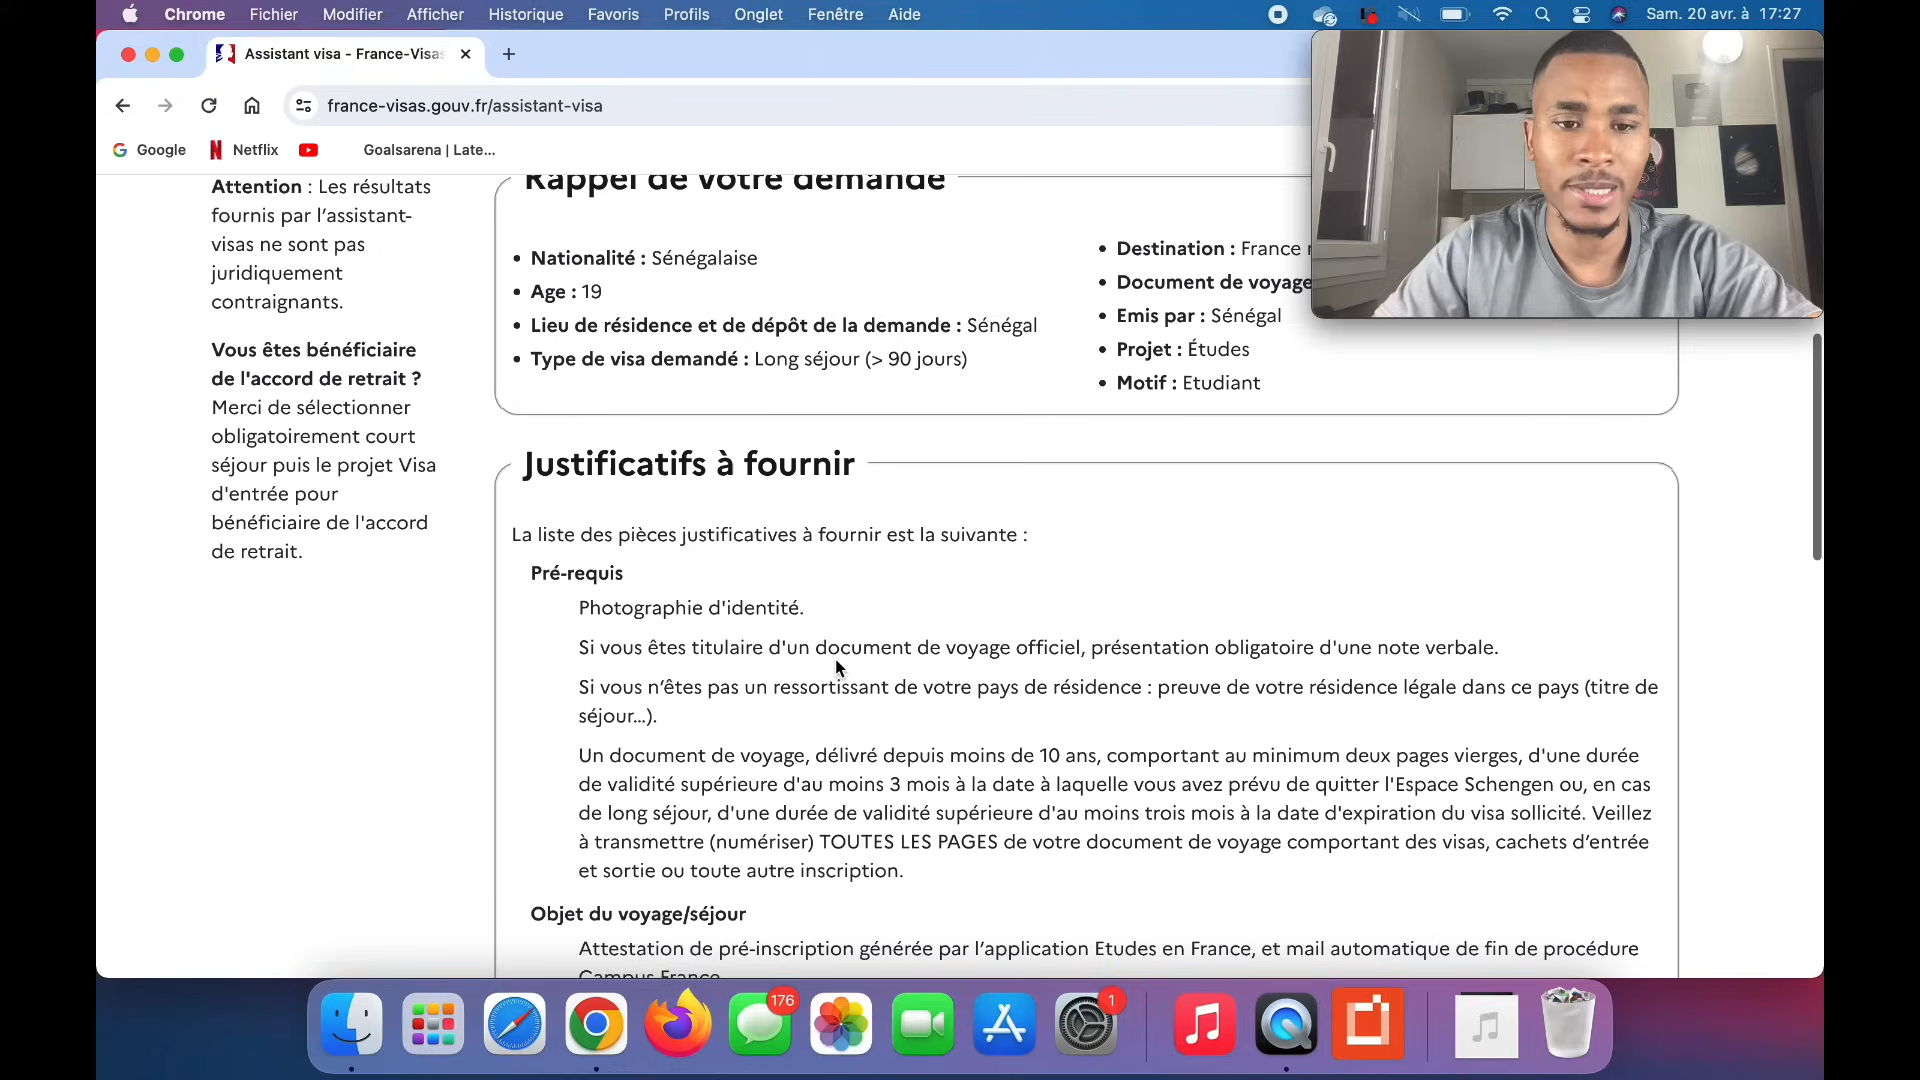 Chrome Fichier Modifier Afficher Historique Favoris Profils Onglet Fenêtre Aide Sam. 20 avr. à 17:27
Assistant visa - France-Visas
france-visas.gouv.fr/assistant-visa
Google Netflix Goalsarena | Late...
Attention : Les résultats
fournis par l’assistant-
visas ne sont pas
juridiquement
contraignants.
Vous êtes bénéficiaire
de l'accord de retrait ?
Merci de sélectionner
obligatoirement court
séjour puis le projet Visa
d'entrée pour
bénéficiaire de l'accord
de retrait.
Rappel de votre demande
• Nationalité : Sénégalaise
• Age : 19
• Lieu de résidence et de dépôt de la demande : Sénégal
• Type de visa demandé : Long séjour (> 90 jours)
• Destination : France
• Document de voyage
• Emis par : Sénégal
• Projet : Études
• Motif : Etudiant
Justificatifs à fournir
La liste des pièces justificatives à fournir est la suivante :
Pré-requis
Photographie d'identité.
Si vous êtes titulaire d'un document de voyage officiel, présentation obligatoire d'une note verbale.
Si vous n’êtes pas un ressortissant de votre pays de résidence : preuve de votre résidence légale dans ce pays (titre de
séjour...).
Un document de voyage, délivré depuis moins de 10 ans, comportant au minimum deux pages vierges, d'une durée
de validité supérieure d'au moins 3 mois à la date à laquelle vous avez prévu de quitter l'Espace Schengen ou, en cas
de long séjour, d'une durée de validité supérieure d'au moins trois mois à la date d'expiration du visa sollicité. Veillez
à transmettre (numériser) TOUTES LES PAGES de votre document de voyage comportant des visas, cachets d’entrée
et sortie ou toute autre inscription.
Objet du voyage/séjour
Attestation de pré-inscription générée par l’application Etudes en France, et mail automatique de fin de procédure
Campus France
176
1